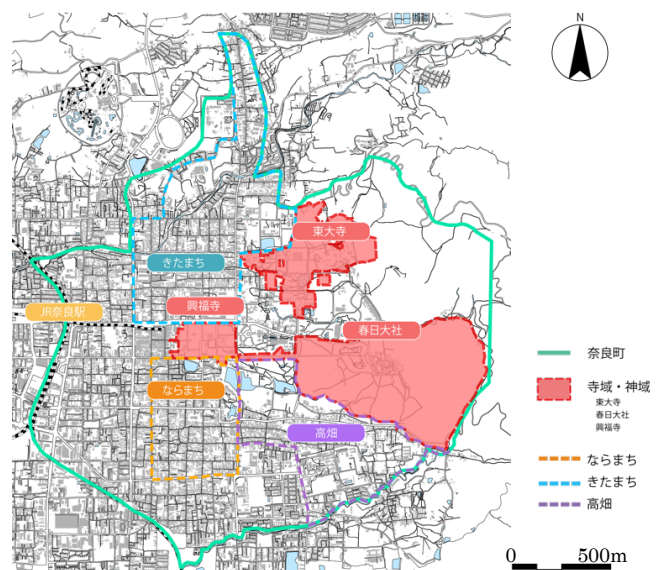 N
東大寺
きたまち
興福寺
JR奈良駅
春日大社
ならまち
高畑
奈良町
寺域・神域
東大寺
春日大社
興福寺
ならまち
きたまち
高畑
0 500m